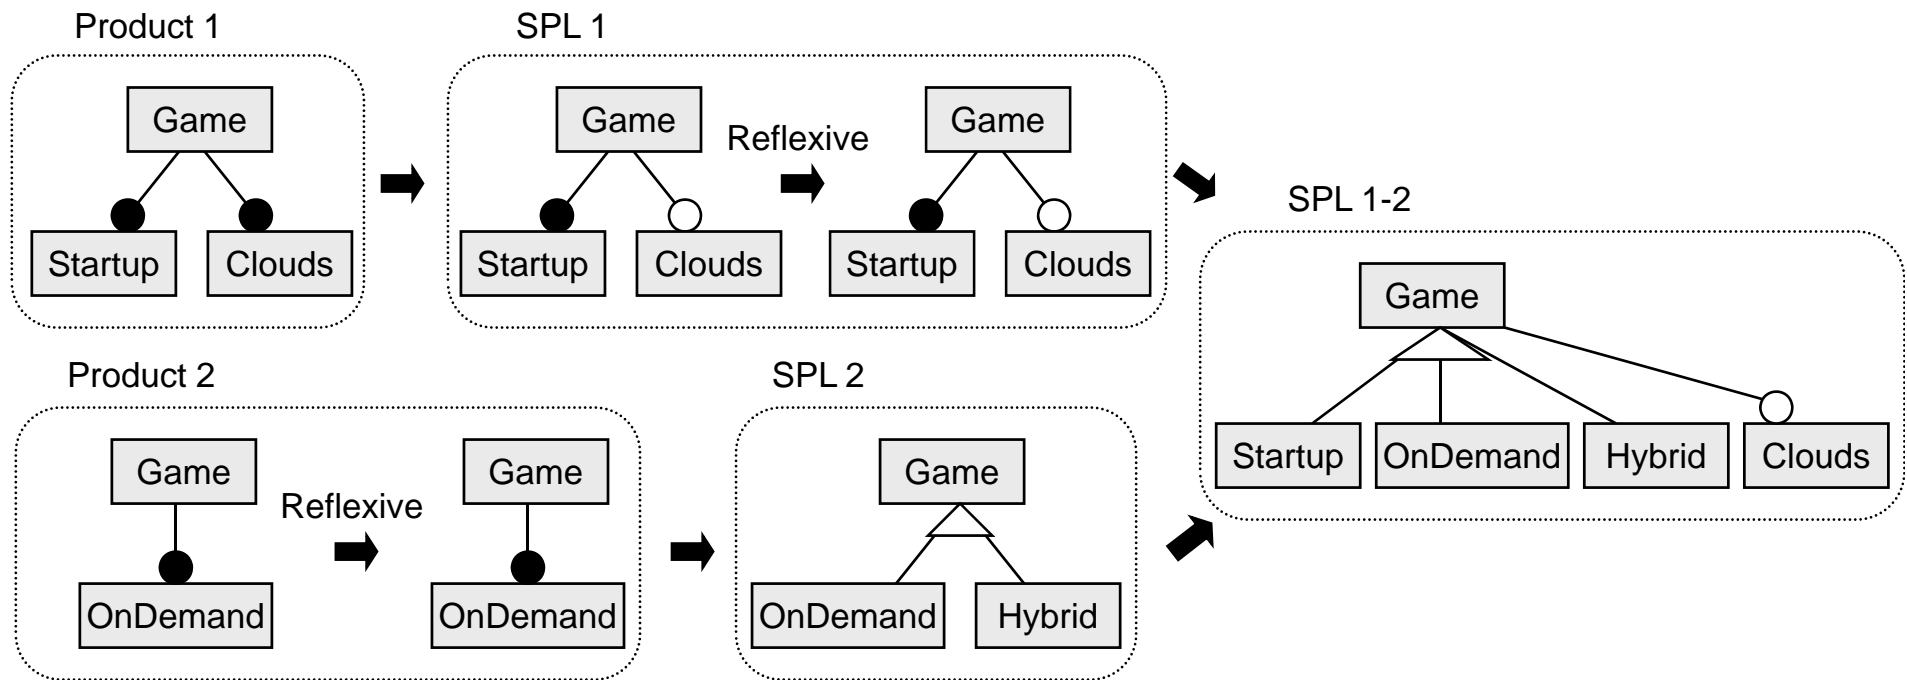 Product 1
SPL 1
Game
Startup
Clouds
Game
Startup
Clouds
Reflexive
Game
Startup
Clouds
Product 2
SPL 2
Game
OnDemand
Reflexive
Game
OnDemand
Game
OnDemand
Hybrid
SPL 1-2
Game
Startup
OnDemand
Hybrid
Clouds